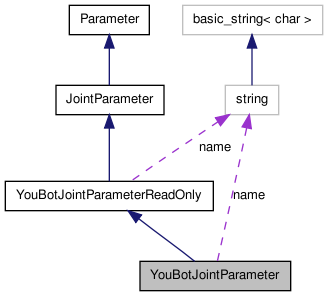 Parameter
basic_string< char >
JointParameter
string
name
YouBotJointParameterReadOnly
name
YouBotJointParameter